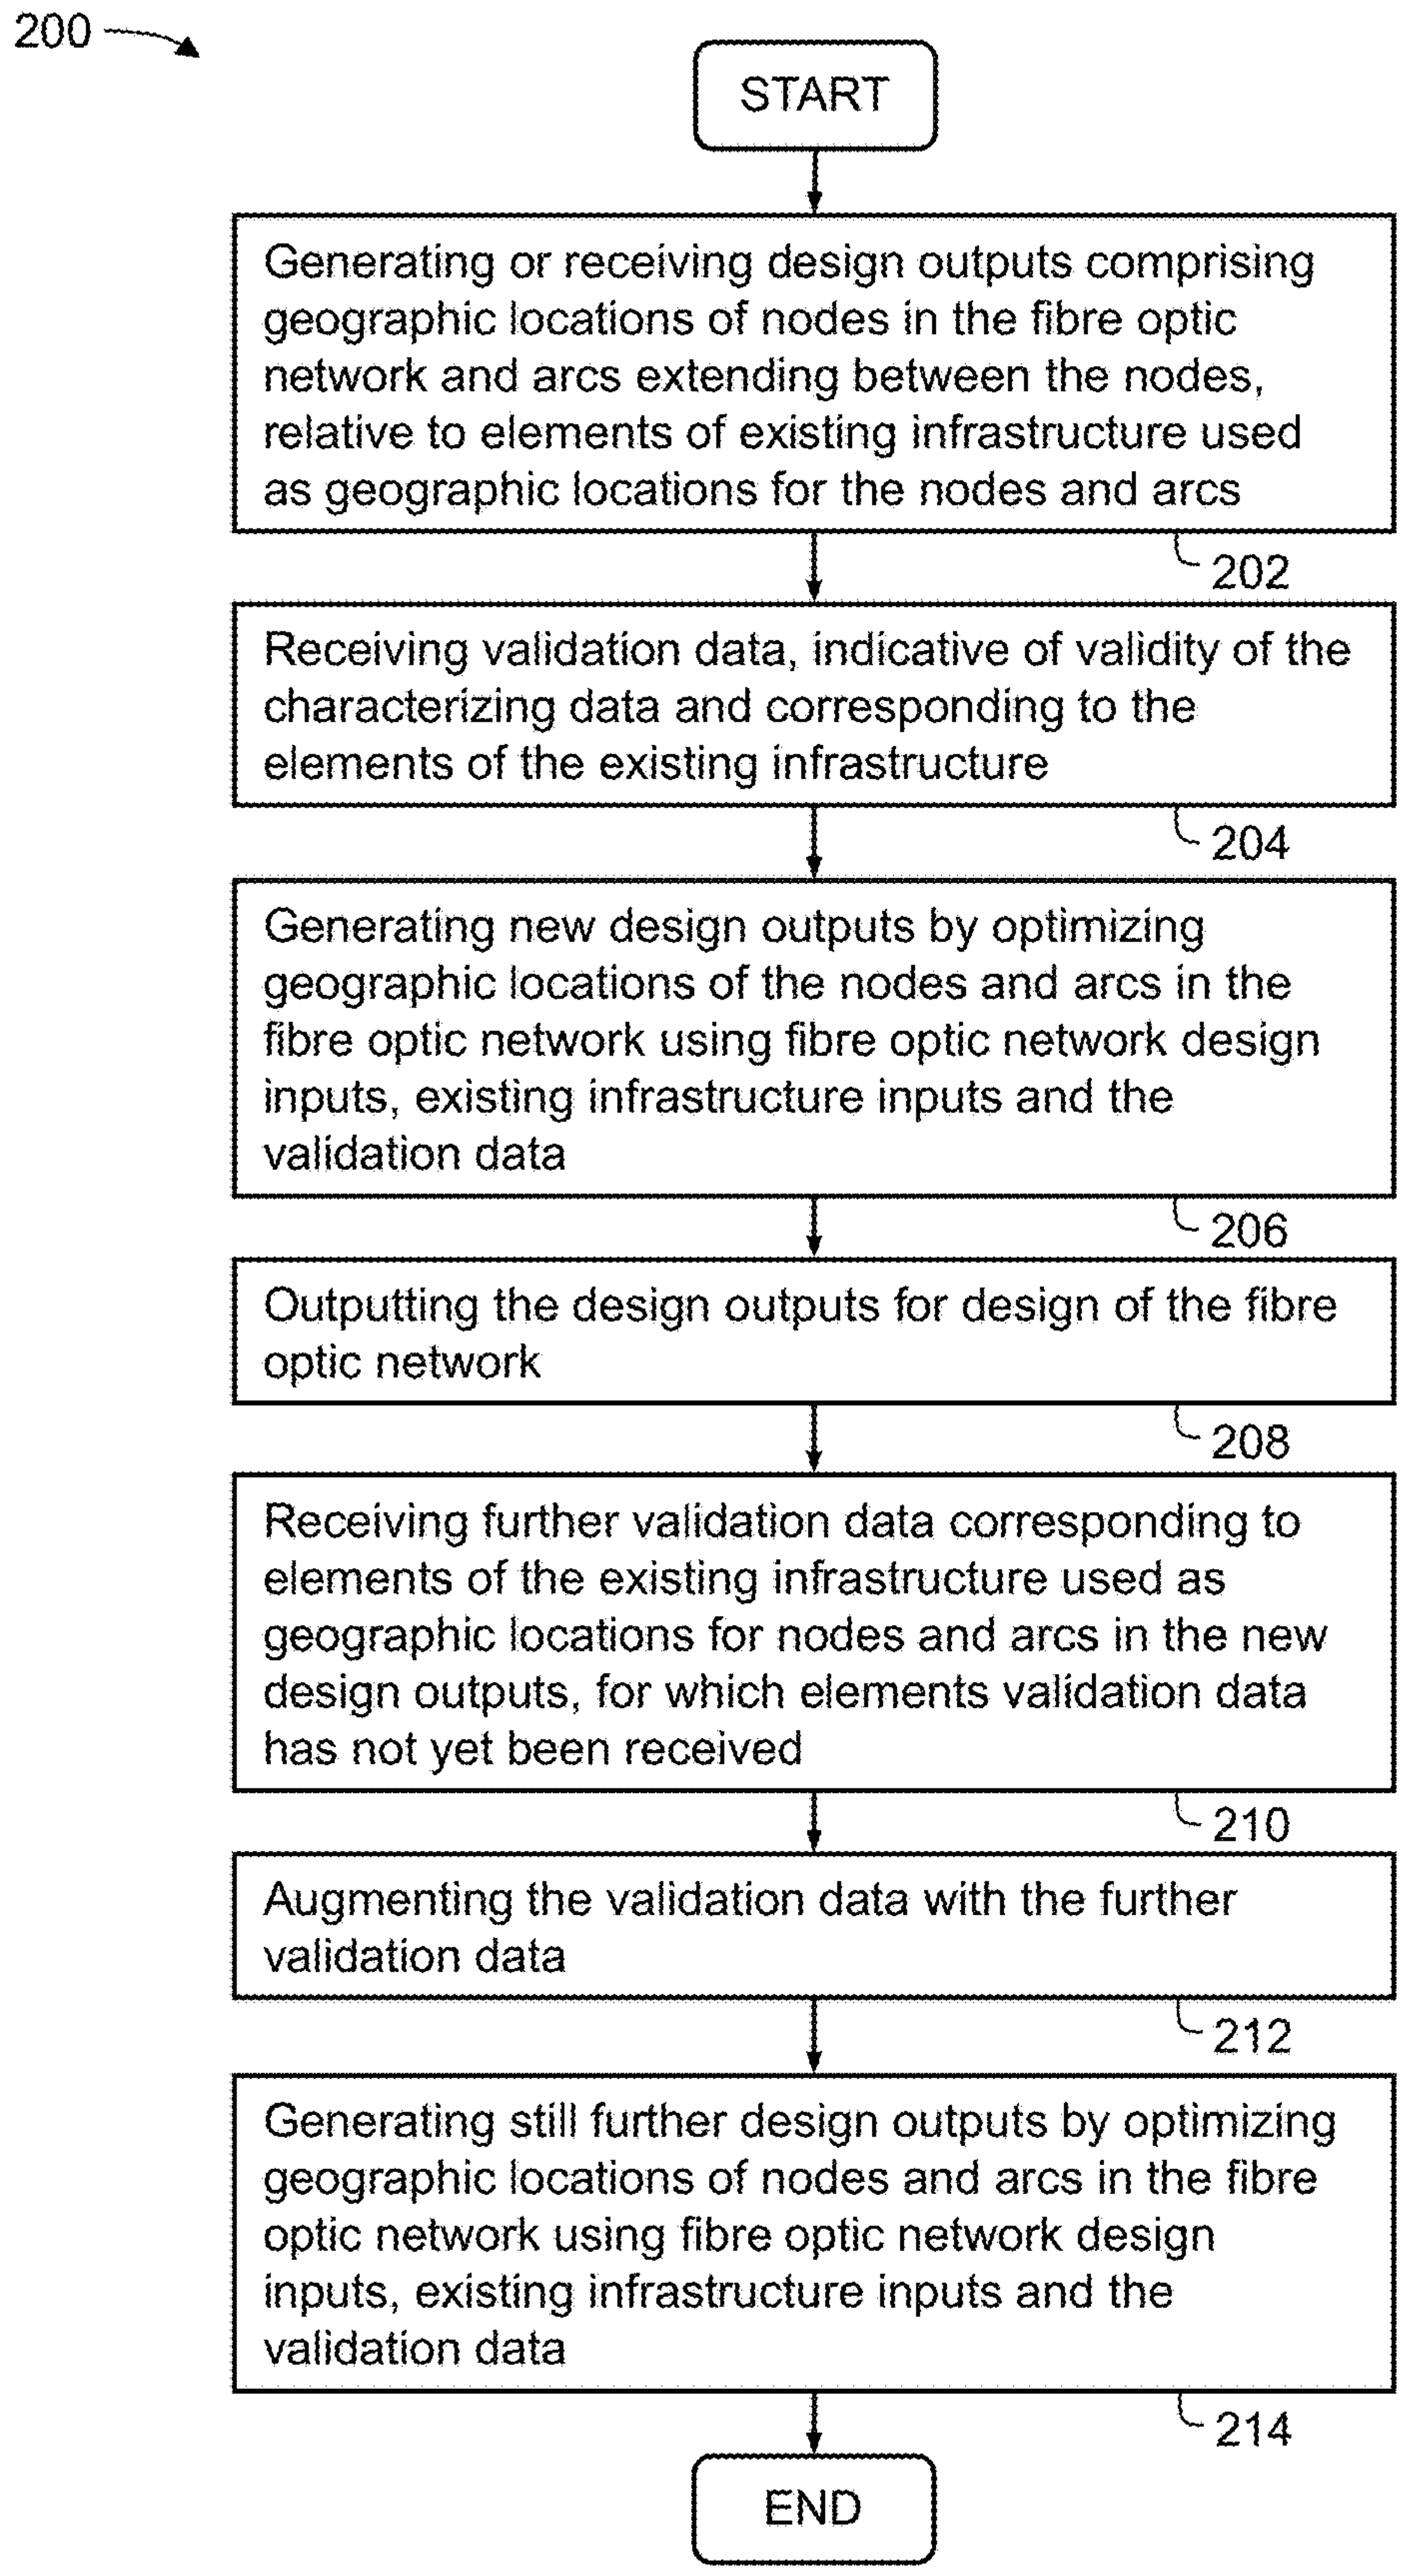 200
START
Generating or receiving design outputs comprising
geographic locations of nodes in the fibre optic
network and arcs extending between the nodes,
relative to elements of existing infrastructure used
as geographic locations for the nodes and arcs
202
Receiving validation data, indicative of validity of the
characterizing data and corresponding to the
elements of the existing infrastructure
204
Generating new design outputs by optimizing
geographic locations of the nodes and arcs in the
fibre optic network using fibre optic network design
inputs, existing infrastructure inputs and the
validation data
206
Outputting the design outputs for design of the fibre
optic network
208
Receiving further validation data corresponding to
elements of the existing infrastructure used as
geographic locations for nodes and arcs in the new
design outputs, for which elements validation data
has not yet been received
210
Augmenting the validation data with the further
validation data
212
Generating still further design outputs by optimizing
geographic locations of nodes and arcs in the fibre
optic network using fibre optic network design
inputs, existing infrastructure inputs and the
validation data
214
END